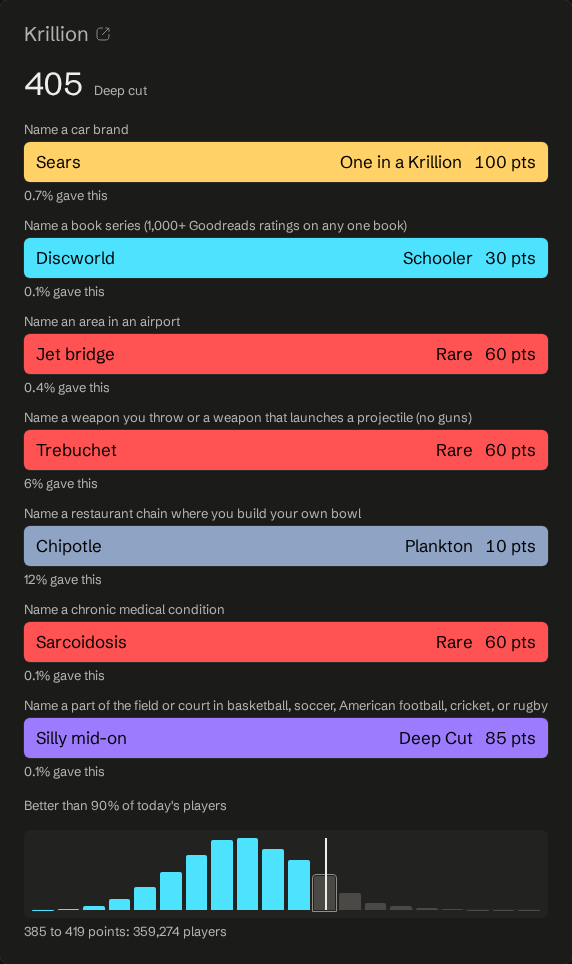 Krillion
405 Deep cut
Name a car brand
Sears One in a Krillion 100 pts
0.7% gave this
Name a book series (1,000+ Goodreads ratings on any one book)
Discworld Schooler 30 pts
0.1% gave this
Name an area in an airport
Jet bridge Rare 60 pts
0.4% gave this
Name a weapon you throw or a weapon that launches a projectile (no guns)
Trebuchet Rare 60 pts
6% gave this
Name a restaurant chain where you build your own bowl
Chipotle Plankton 10 pts
12% gave this
Name a chronic medical condition
Sarcoidosis Rare 60 pts
0.1% gave this
Name a part of the field or court in basketball, soccer, American football, cricket, or rugby
Silly mid-on Deep Cut 85 pts
0.1% gave this
Better than 90% of today's players
385 to 419 points: 359,274 players